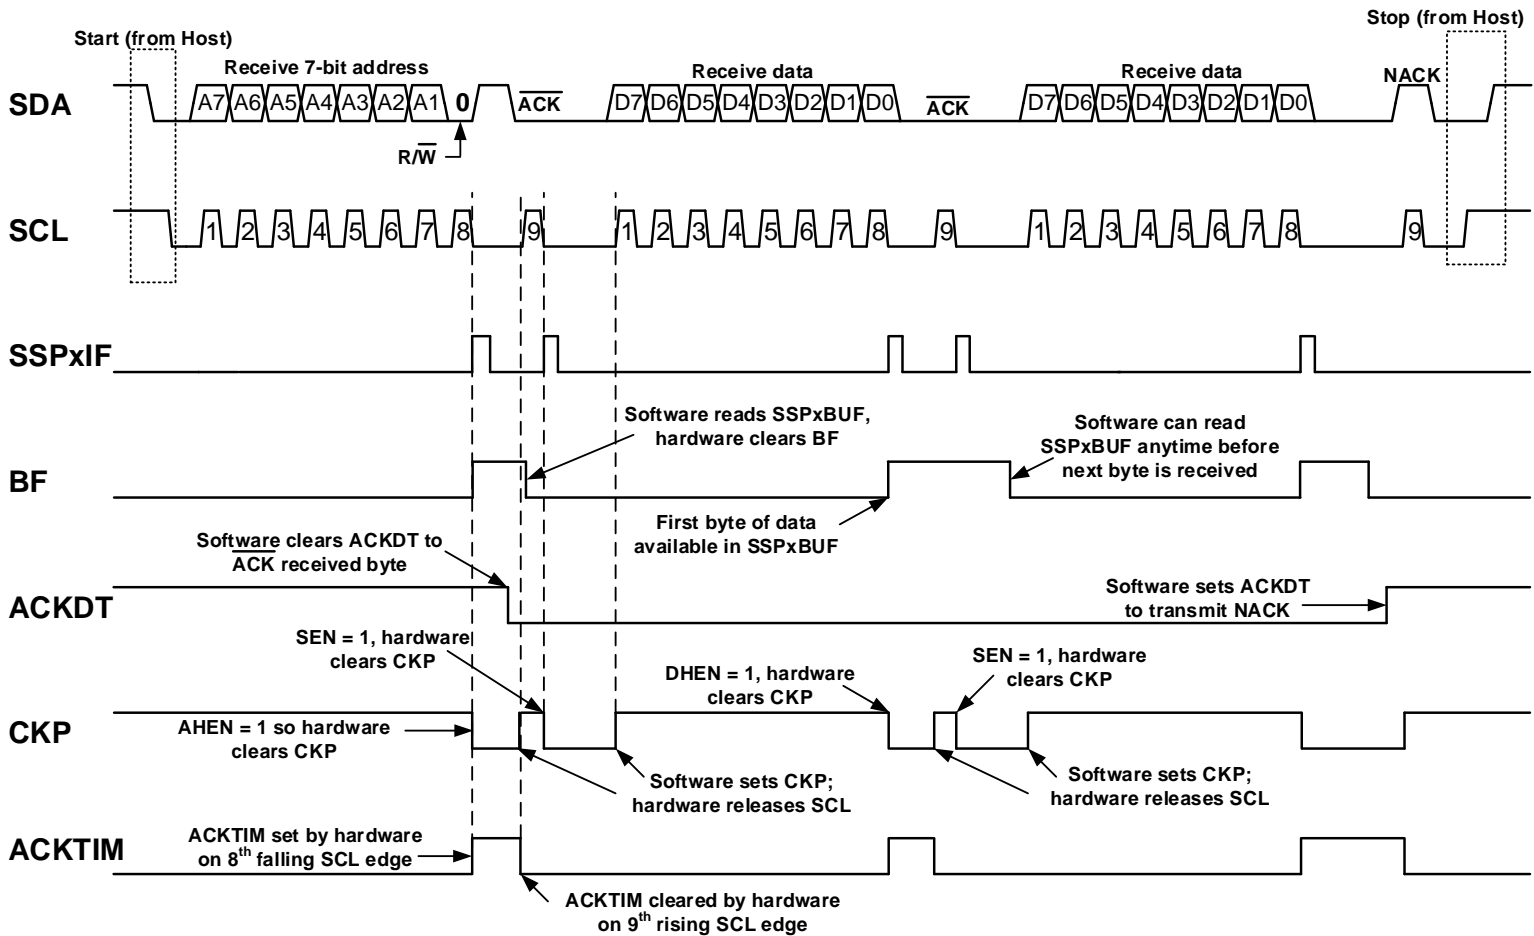 Start (from Host)
Stop (from Host)
Receive 7-bit address
Receive data
Receive data
NACK
SDA
A7 A6 A5 A4 A3 A2 A1 0
ACK
D7 D6 D5 D4 D3 D2 D1 D0
ACK
D7 D6 D5 D4 D3 D2 D1 D0
R/W
SCL
1 2 3 4 5 6 7 8 9
1 2 3 4 5 6 7 8 9
1 2 3 4 5 6 7 8 9
SSPxIF
Software reads SSPxBUF,
hardware clears BF
Software can read
SSPxBUF anytime before
next byte is received
BF
First byte of data
available in SSPxBUF
Software clears ACKDT to
ACK received byte
ACKDT
Software sets ACKDT
to transmit NACK
SEN = 1, hardware
clears CKP
DHEN = 1, hardware
clears CKP
SEN = 1, hardware
clears CKP
CKP
AHEN = 1 so hardware
clears CKP
Software sets CKP;
hardware releases SCL
Software sets CKP;
hardware releases SCL
ACKTIM
ACKTIM set by hardware
on 8th falling SCL edge
ACKTIM cleared by hardware
on 9th rising SCL edge